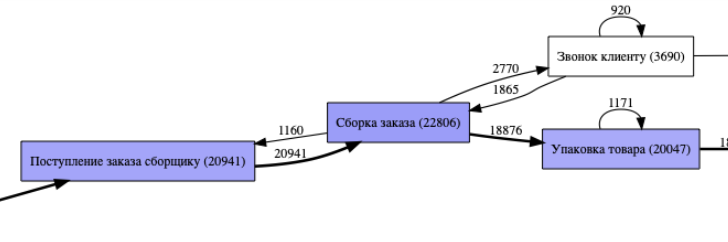 920
Звонок клиенту (3690)
2770
1865
1171
Сборка заказа (22806)
1160
18876
Упаковка товара (20047)
20941
Поступление заказа сборщику (20941)